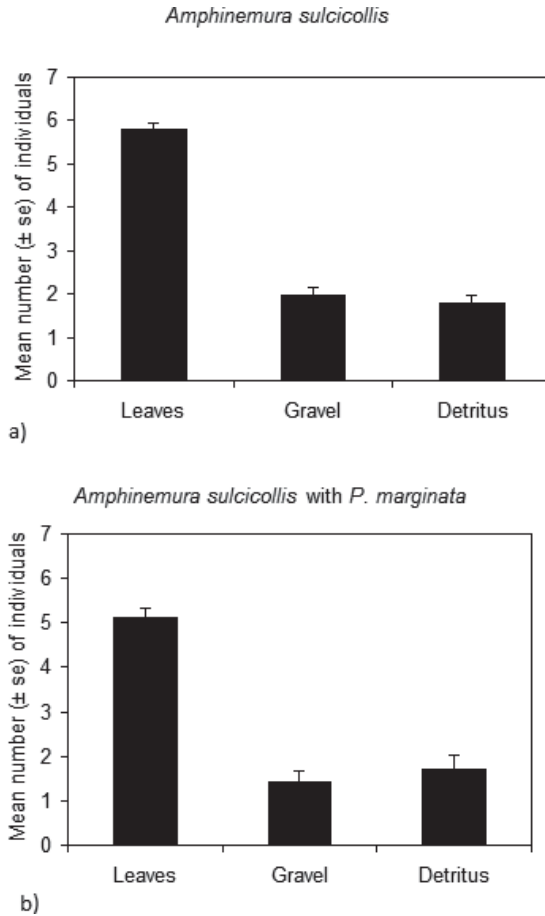 Amphinemura sulcicollis
Mean number (± se) of individuals
7
6
5
4
3
2
1
0
Leaves Gravel Detritus
a)
Amphinemura sulcicollis with P. marginata
Mean number (± se) of individuals
7
6
5
4
3
2
1
0
Leaves Gravel Detritus
b)